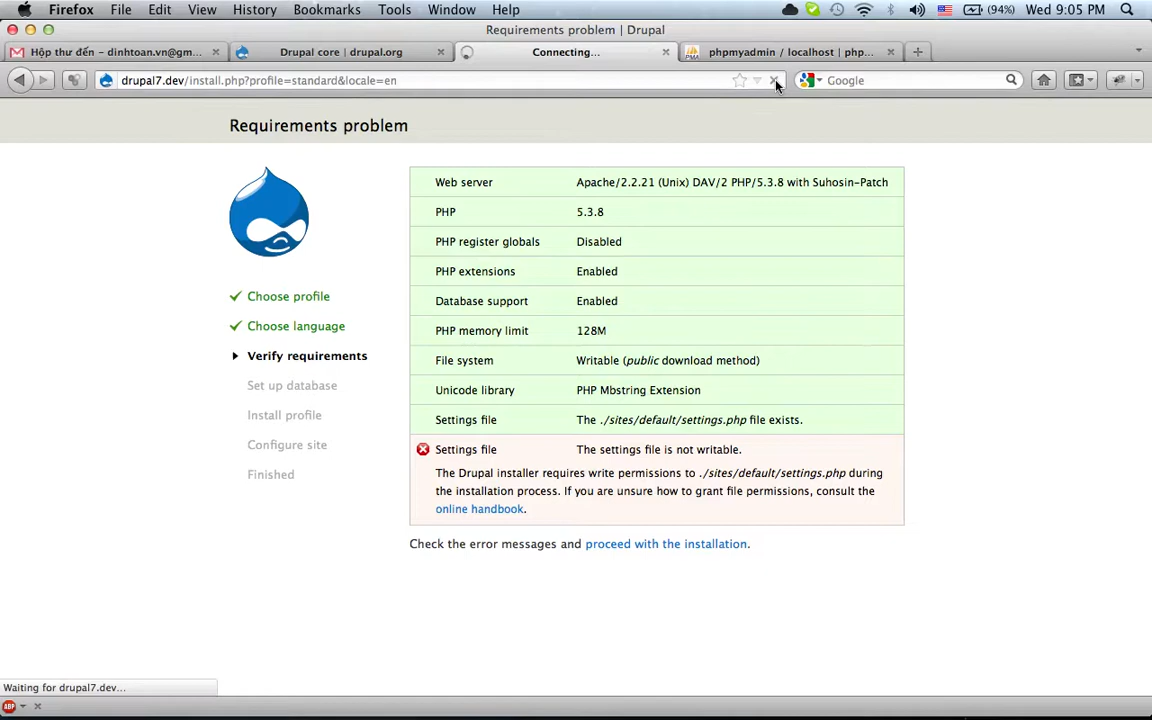 Firefox File Edit View History Bookmarks Tools Window Help (94%) Wed 9:05 PM
Requirements problem | Drupal
Hộp thư đến - dinhtoan.vn@gm... Drupal core | drupal.org Connecting... phpmyadmin / localhost | php...
drupal7.dev/install.php?profile=standard&locale=en Google
Requirements problem
Web server Apache/2.2.21 (Unix) DAV/2 PHP/5.3.8 with Suhosin-Patch
PHP 5.3.8
PHP register globals Disabled
PHP extensions Enabled
Database support Enabled
PHP memory limit 128M
File system Writable (public download method)
Unicode library PHP Mbstring Extension
Settings file The ./sites/default/settings.php file exists.
Settings file The settings file is not writable.
The Drupal installer requires write permissions to ./sites/default/settings.php during
the installation process. If you are unsure how to grant file permissions, consult the
online handbook.
Check the error messages and proceed with the installation.
Choose profile
Choose language
Verify requirements
Set up database
Install profile
Configure site
Finished
Waiting for drupal7.dev...
ABP